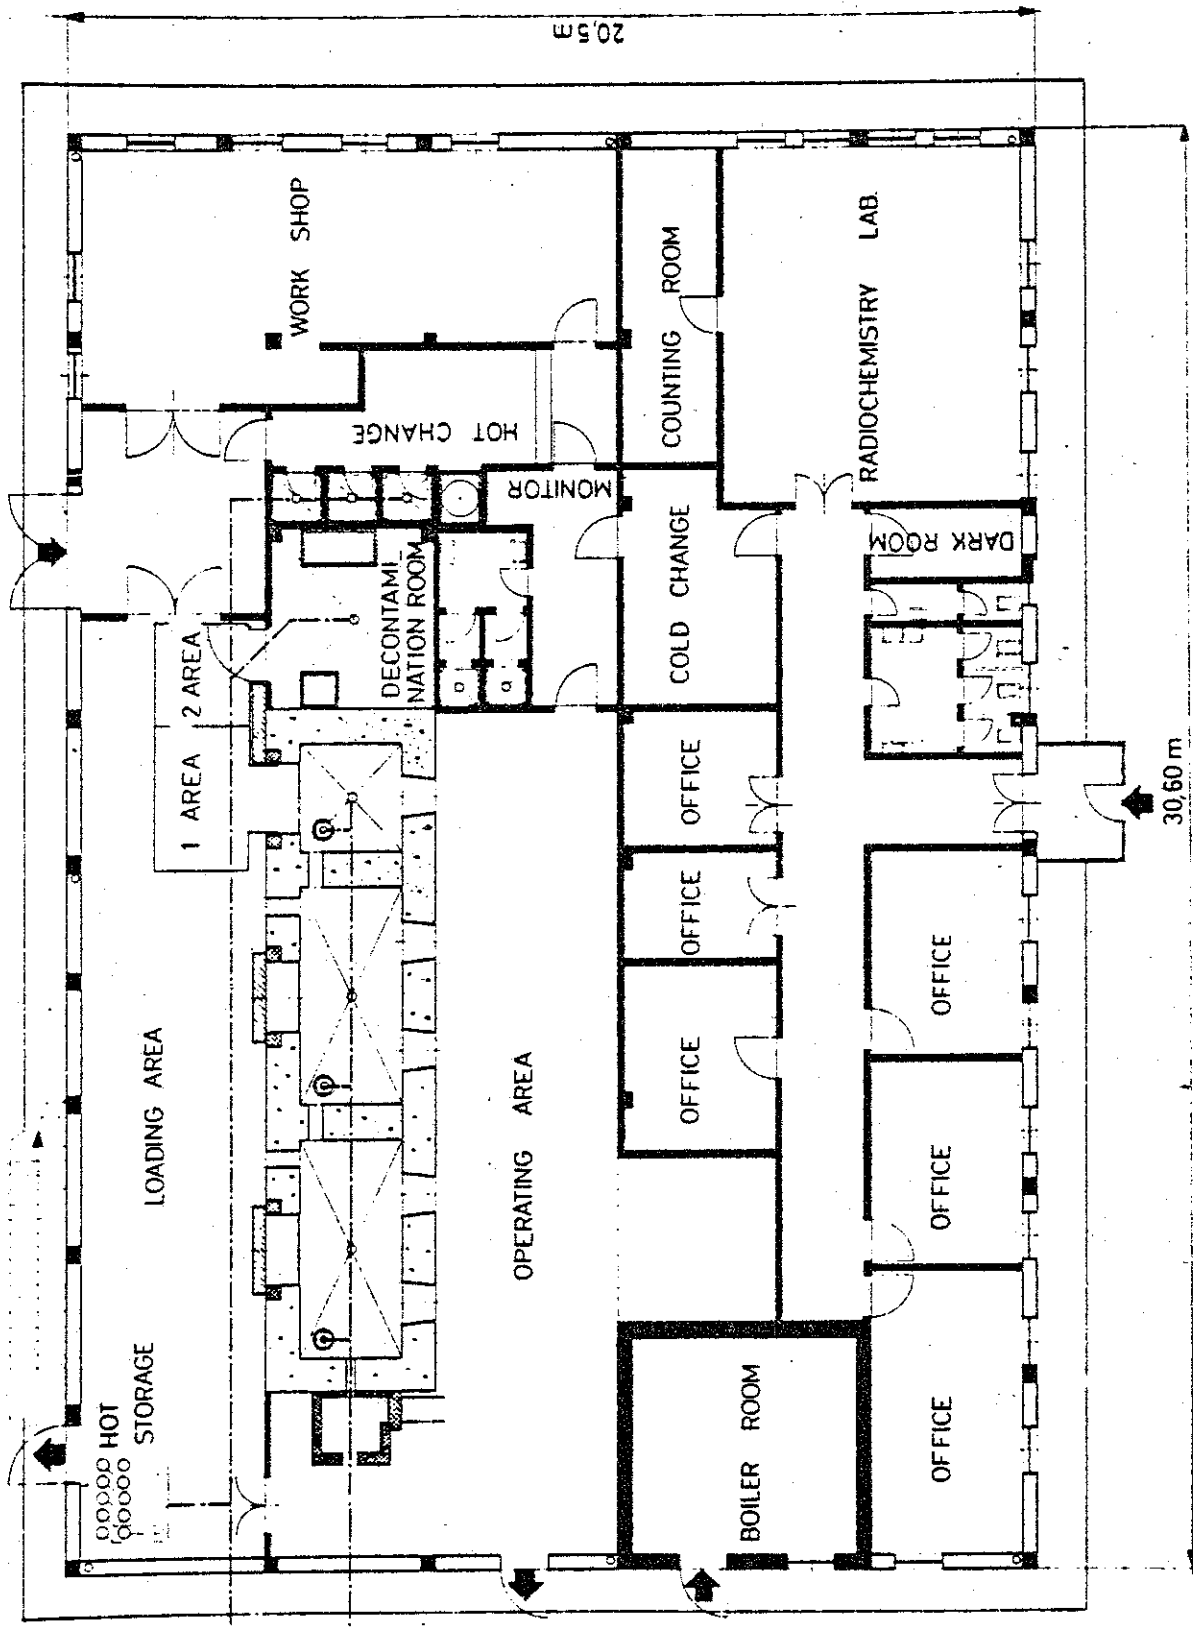 20,5m
WORK SHOP
HOT CHANGE
MONITOR
COUNTING ROOM
RADIOCHEMISTRY LAB.
DARK ROOM
COLD CHANGE
DECONTAMI
NATION ROOM
1 AREA 2 AREA
LOADING AREA
HOT
STORAGE
OPERATING AREA
OFFICE
OFFICE
OFFICE
OFFICE
OFFICE
OFFICE
BOILER ROOM
30,60 m